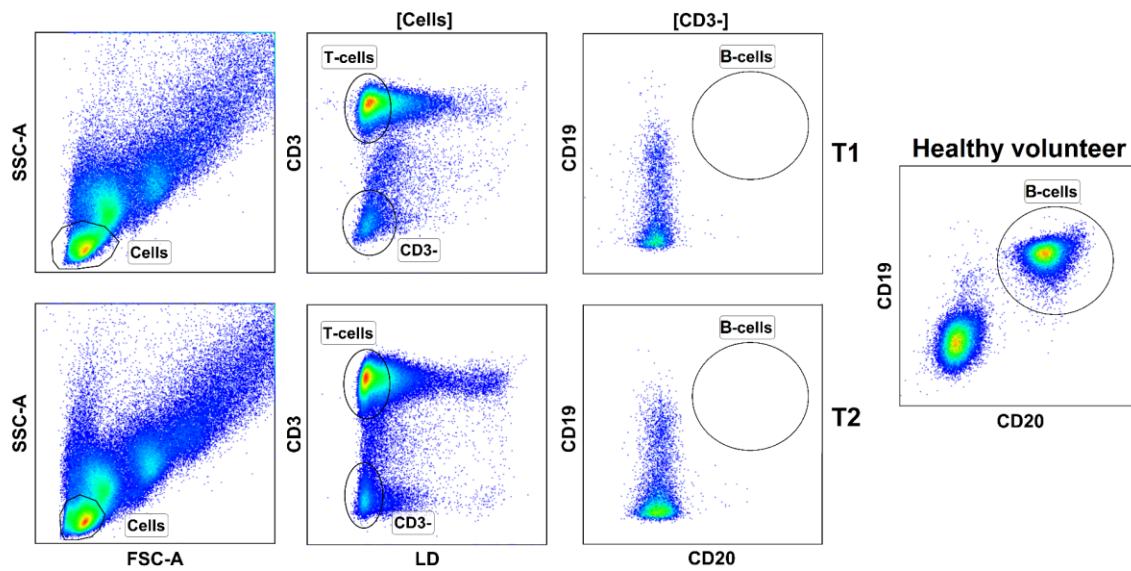 [Cells]
[CD3-]
SSC-A
Cells
CD3
T-cells
CD3-
CD19
B-cells
T1
Healthy volunteer
CD19
B-cells
CD20
SSC-A
Cells
FSC-A
CD3
T-cells
CD3-
LD
CD19
B-cells
CD20
T2